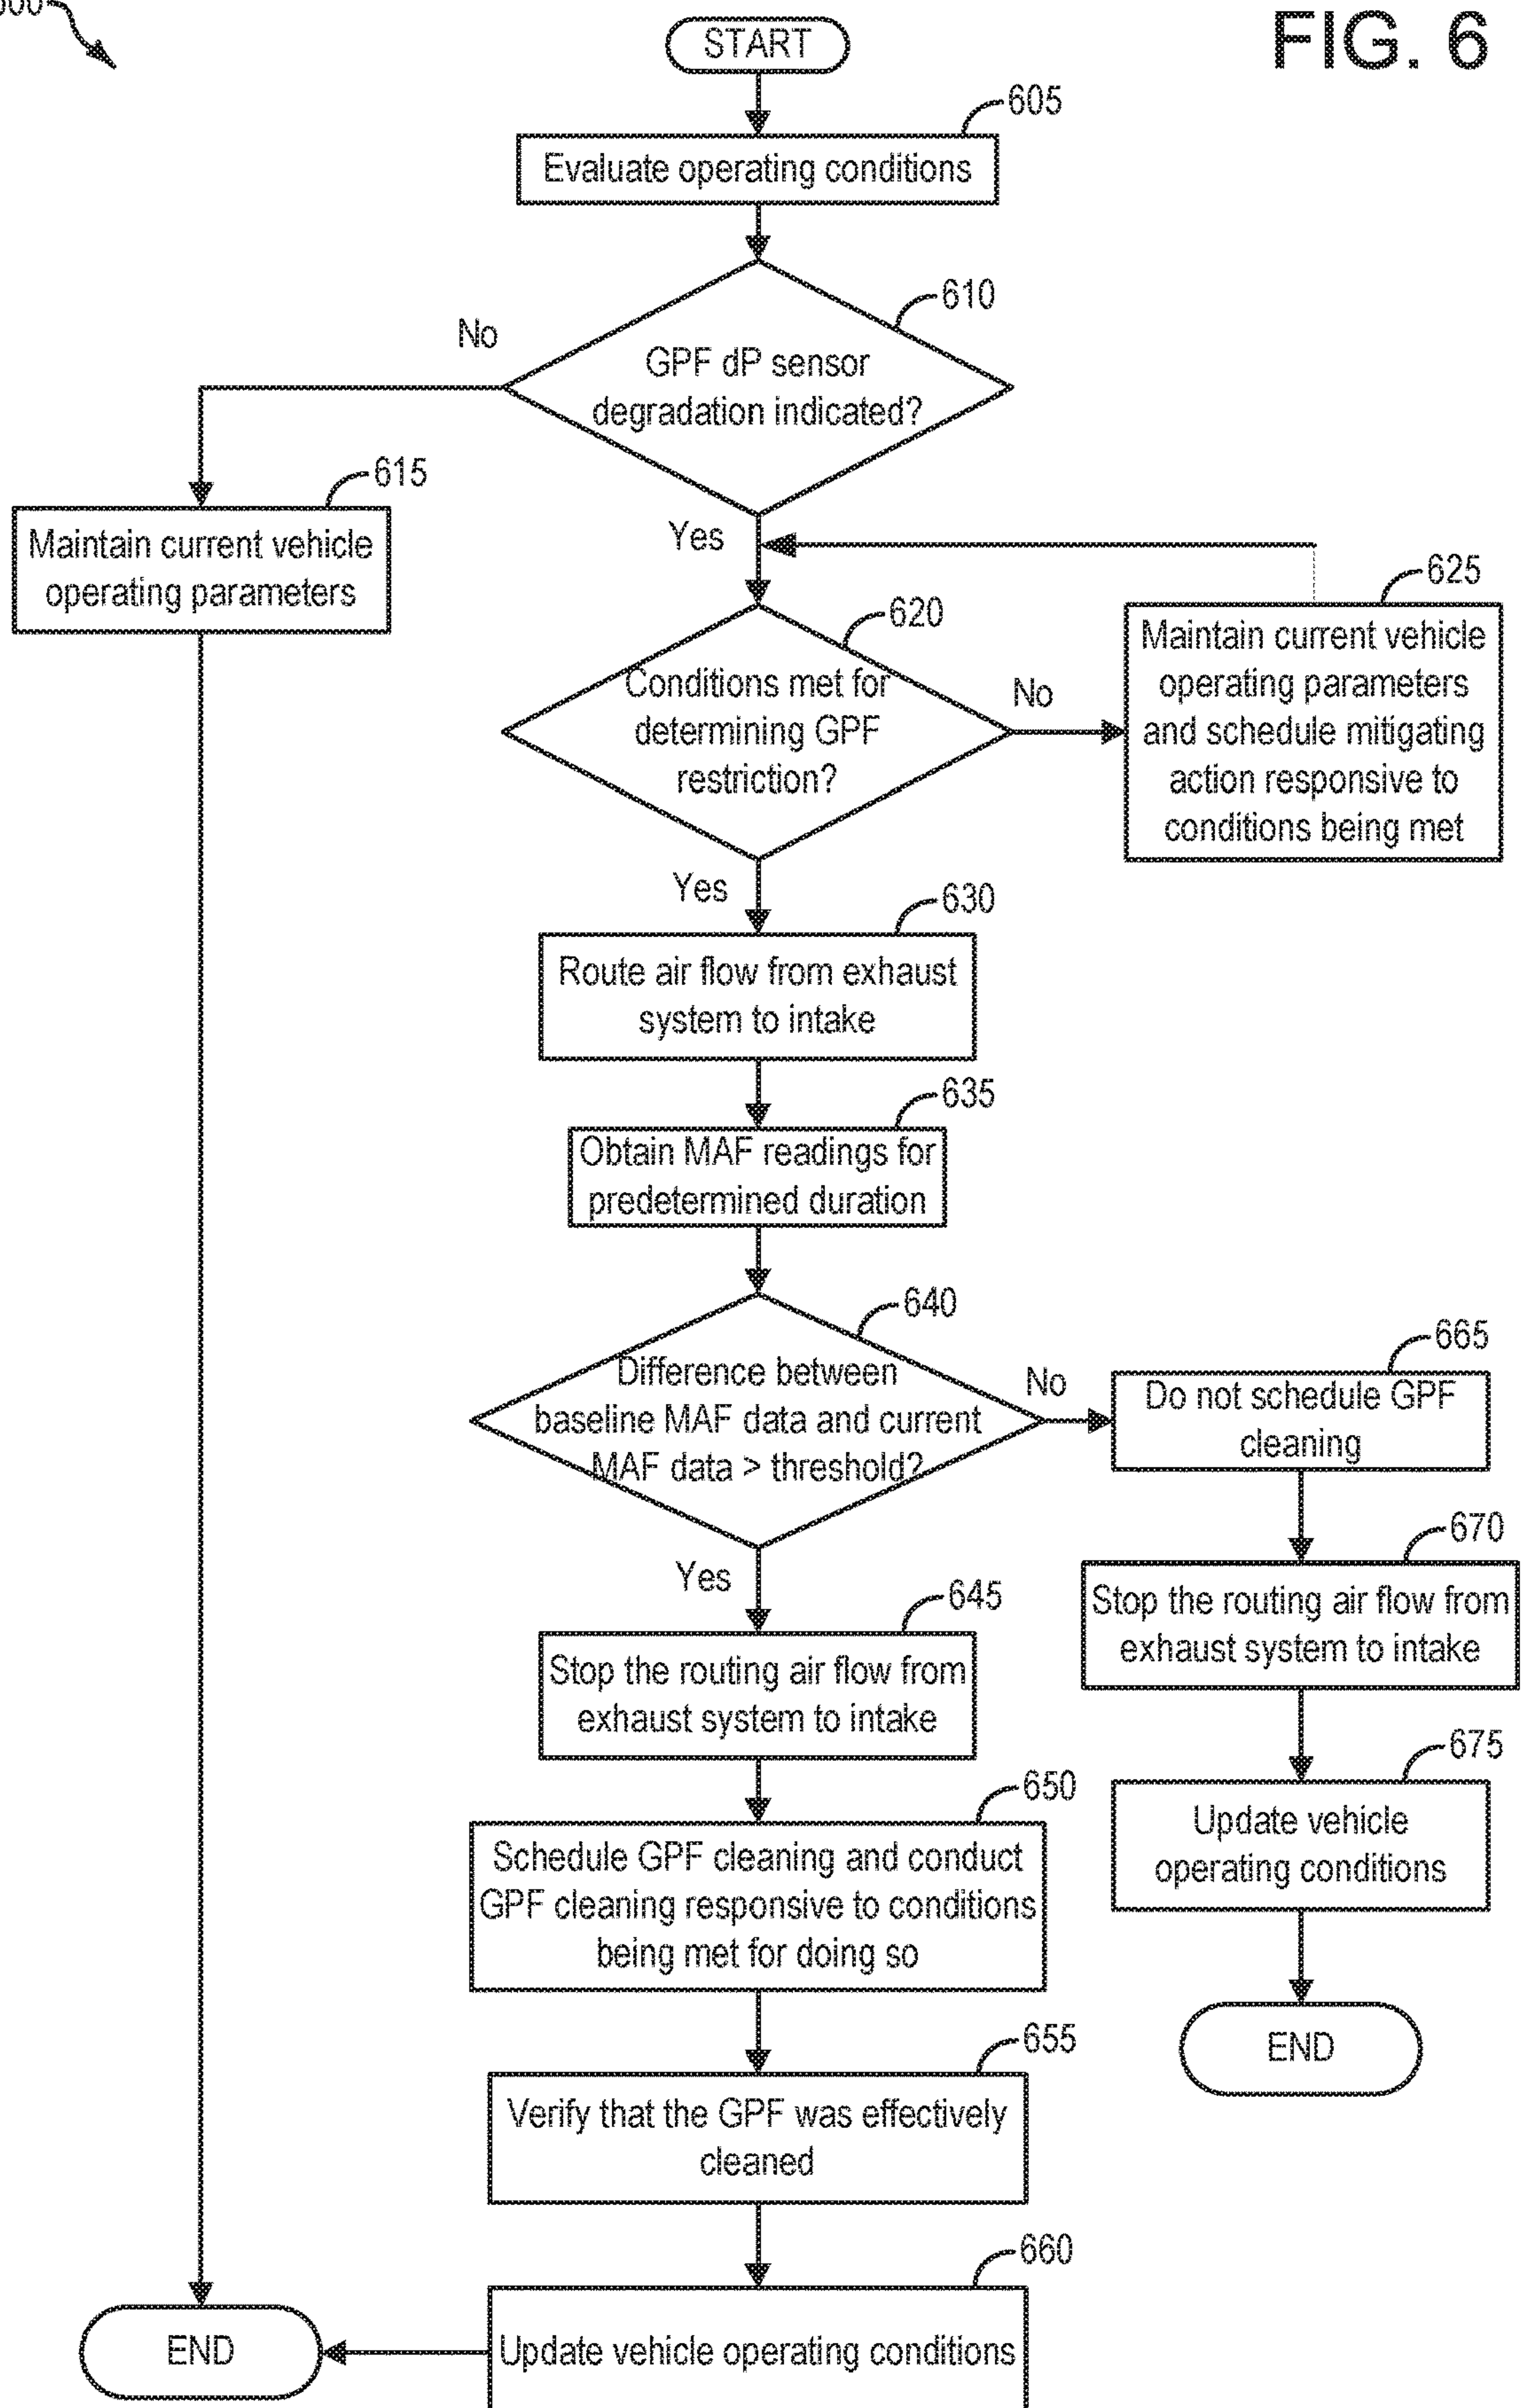 FIG. 6
START
605
Evaluate operating conditions
610
GPF dP sensor
degradation indicated?
No
Yes
615
Maintain current vehicle
operating parameters
620
Conditions met for
determining GPF
restriction?
No
Yes
625
Maintain current vehicle
operating parameters
and schedule mitigating
action responsive to
conditions being met
630
Route air flow from exhaust
system to intake
635
Obtain MAF readings for
predetermined duration
640
Difference between
baseline MAF data and current
MAF data > threshold?
No
Yes
665
Do not schedule GPF
cleaning
670
Stop the routing air flow from
exhaust system to intake
675
Update vehicle
operating conditions
END
645
Stop the routing air flow from
exhaust system to intake
650
Schedule GPF cleaning and conduct
GPF cleaning responsive to conditions
being met for doing so
655
Verify that the GPF was effectively
cleaned
660
Update vehicle operating conditions
END